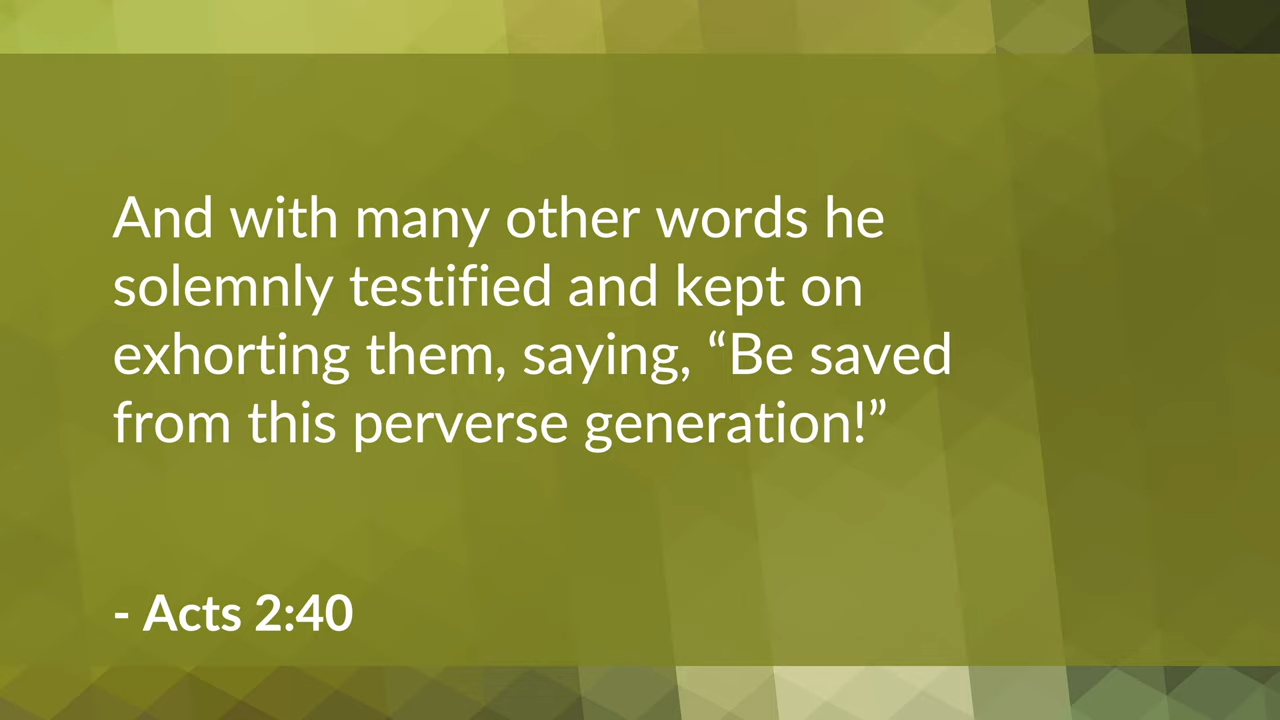 And with many other words he
solemnly testified and kept on
exhorting them, saying, “Be saved
from this perverse generation!”
- Acts 2:40